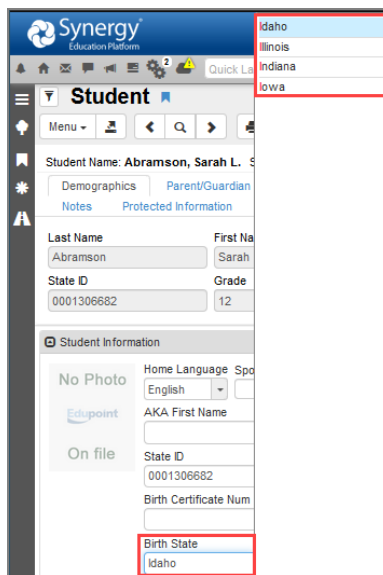 Synergy
Education Platform
Idaho
Illinois
Indiana
Iowa
2
Quick La
Student
Menu
Student Name: Abramson, Sarah L. S
Demographics Parent/Guardian
Notes Protected Information
Last Name First Na
Abramson Sarah
State ID Grade
0001306682 12
Student Information
Home Language Spo
English
No Photo
Edupoint
On file
AKA First Name
State ID
0001306682
Birth Certificate Num
Birth State
Idaho